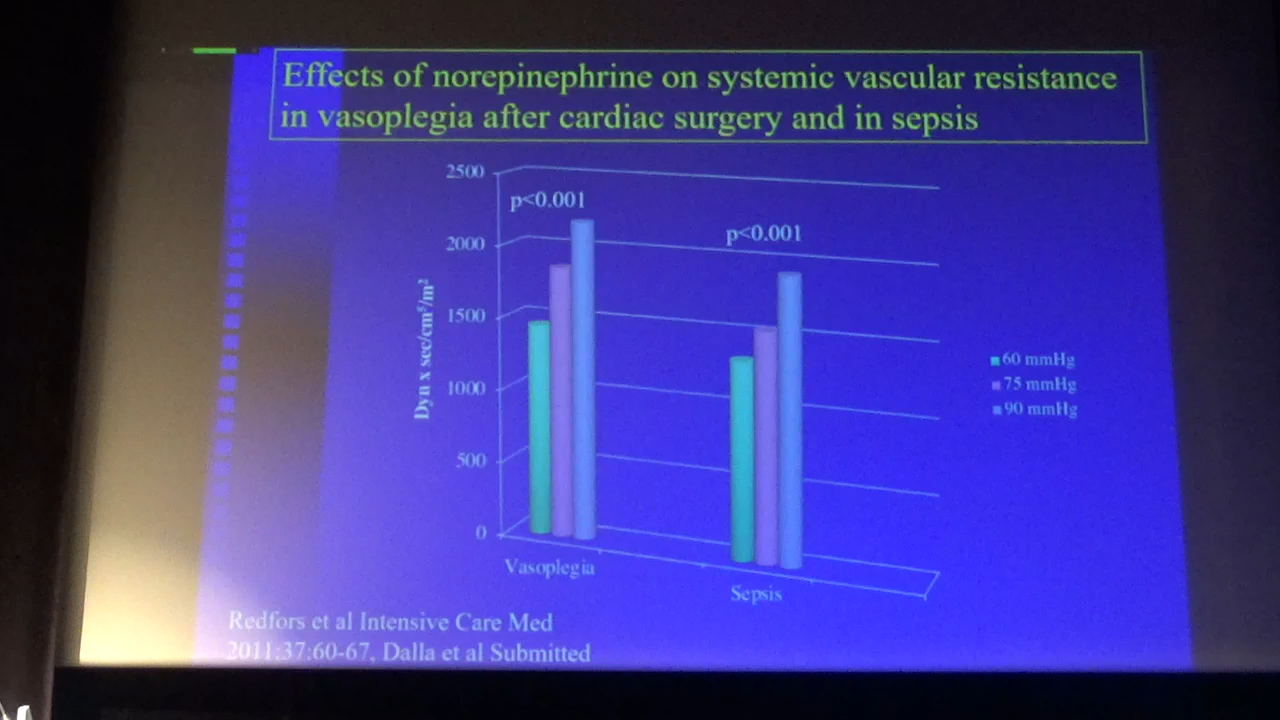 Effects of norepinephrine on systemic vascular resistance
in vasoplegia after cardiac surgery and in sepsis
2500
2000
1500
1000
500
0
Dyn x sec/cm⁵/m²
p<0.001
p<0.001
Vasoplegia
Sepsis
60 mmHg
75 mmHg
90 mmHg
Redfors et al Intensive Care Med
2011;37:60-67, Dalla et al Submitted